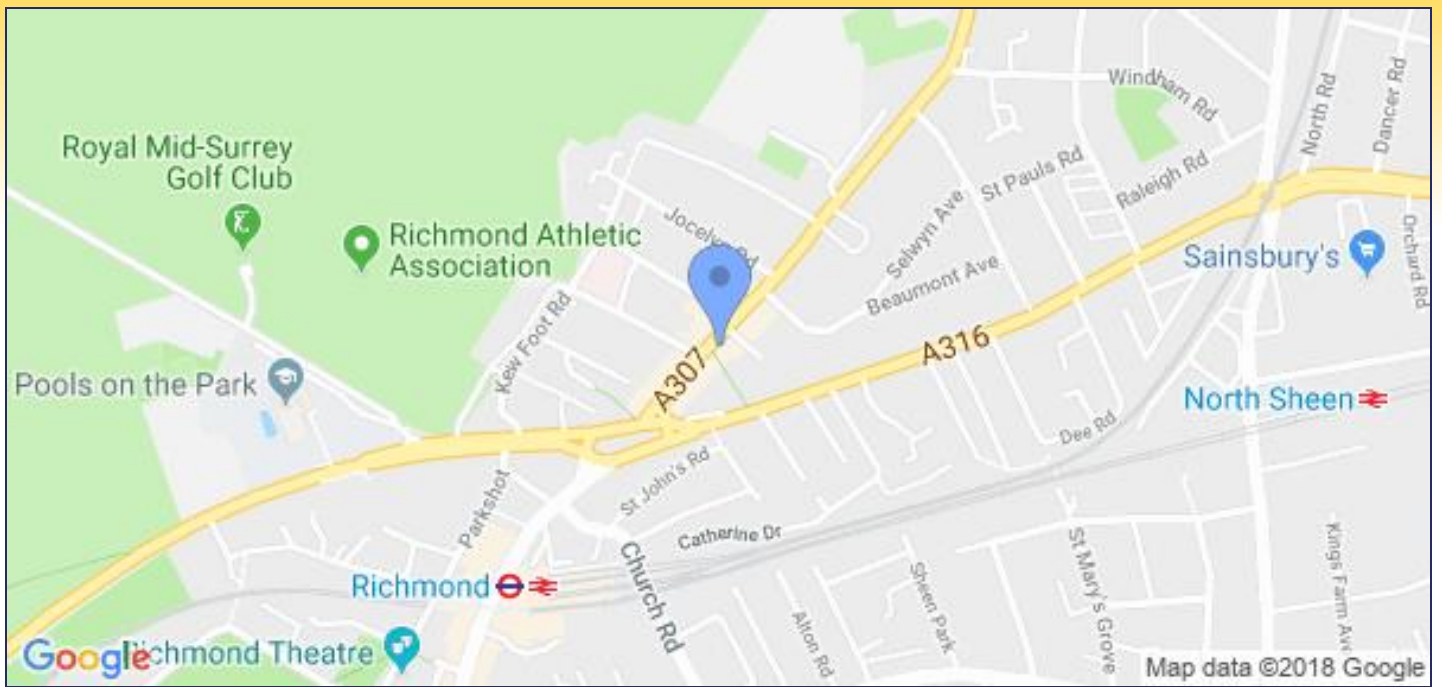 Windham Rd
North Rd
Dancer Rd
Royal Mid-Surrey
Golf Club
St Pauls Rd
Raleigh Rd
Jocelyn Rd
Selwyn Ave
Richmond Athletic
Association
Sainsbury's
Orchard Rd
Beaumont Ave
Kew Foot Rd
A316
A307
Pools on the Park
North Sheen
Dee Rd
St John's Rd
Parkshot
Catherine Dr
Church Rd
Richmond
Sheen Park
St Mary's Grove
Kings Farm Ave
Alton Rd
Richmond Theatre
Google
Map data ©2018 Google